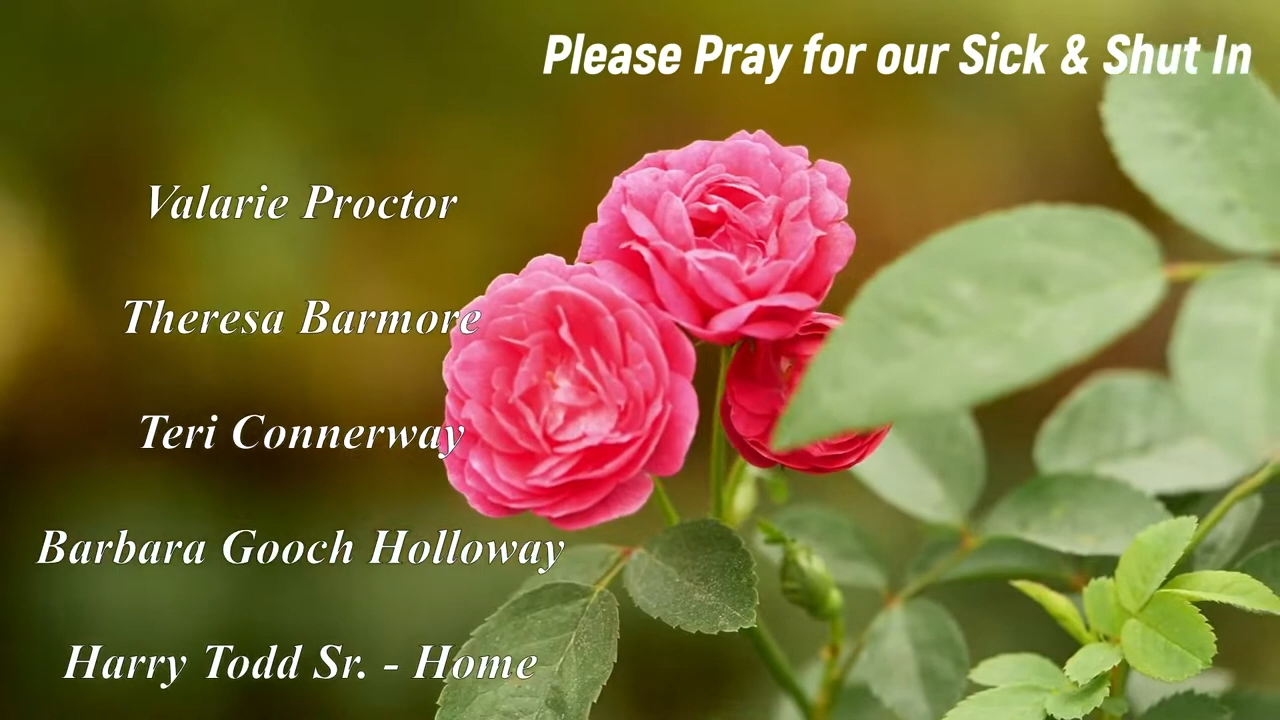 Please Pray for our Sick & Shut In
Valarie Proctor
Theresa Barmore
Teri Connerway
Barbara Gooch Holloway
Harry Todd Sr. - Home